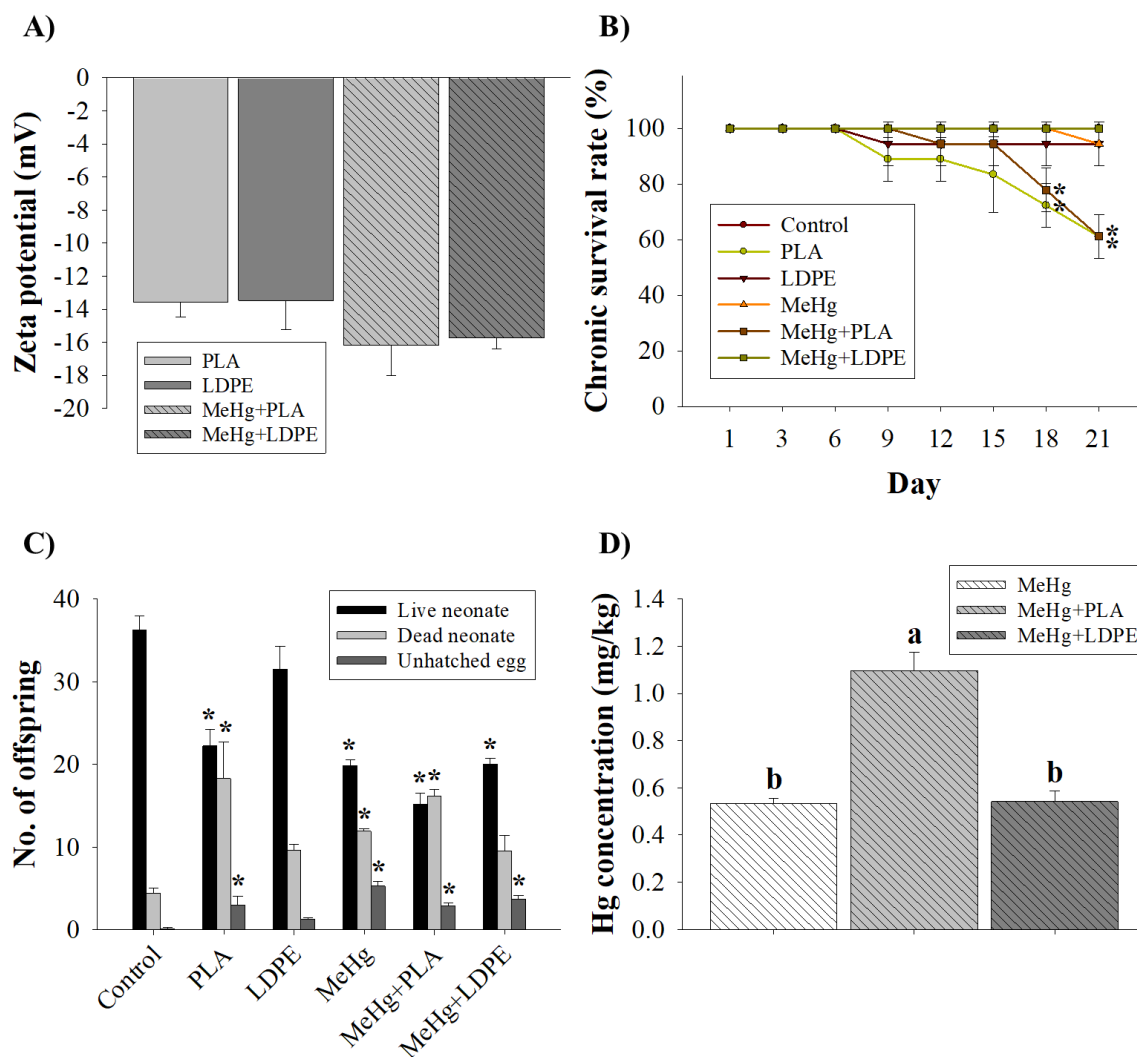 A)
Zeta potential (mV)
0
-2
-4
-6
-8
-10
-12
-14
-16
-18
-20
PLA
LDPE
MeHg+PLA
MeHg+LDPE
B)
Chronic survival rate (%)
100
80
60
40
20
0
Control
PLA
LDPE
MeHg
MeHg+PLA
MeHg+LDPE
*
*
*
*
1 3 6 9 12 15 18 21
Day
C)
No. of offspring
40
30
20
10
0
Live neonate
Dead neonate
Unhatched egg
* * *
* * *
* * *
* *
Control PLA LDPE MeHg MeHg+PLA MeHg+LDPE
D)
Hg concentration (mg/kg)
1.4
1.2
1.0
0.8
0.6
0.4
0.2
0.0
MeHg
MeHg+PLA
MeHg+LDPE
b a b